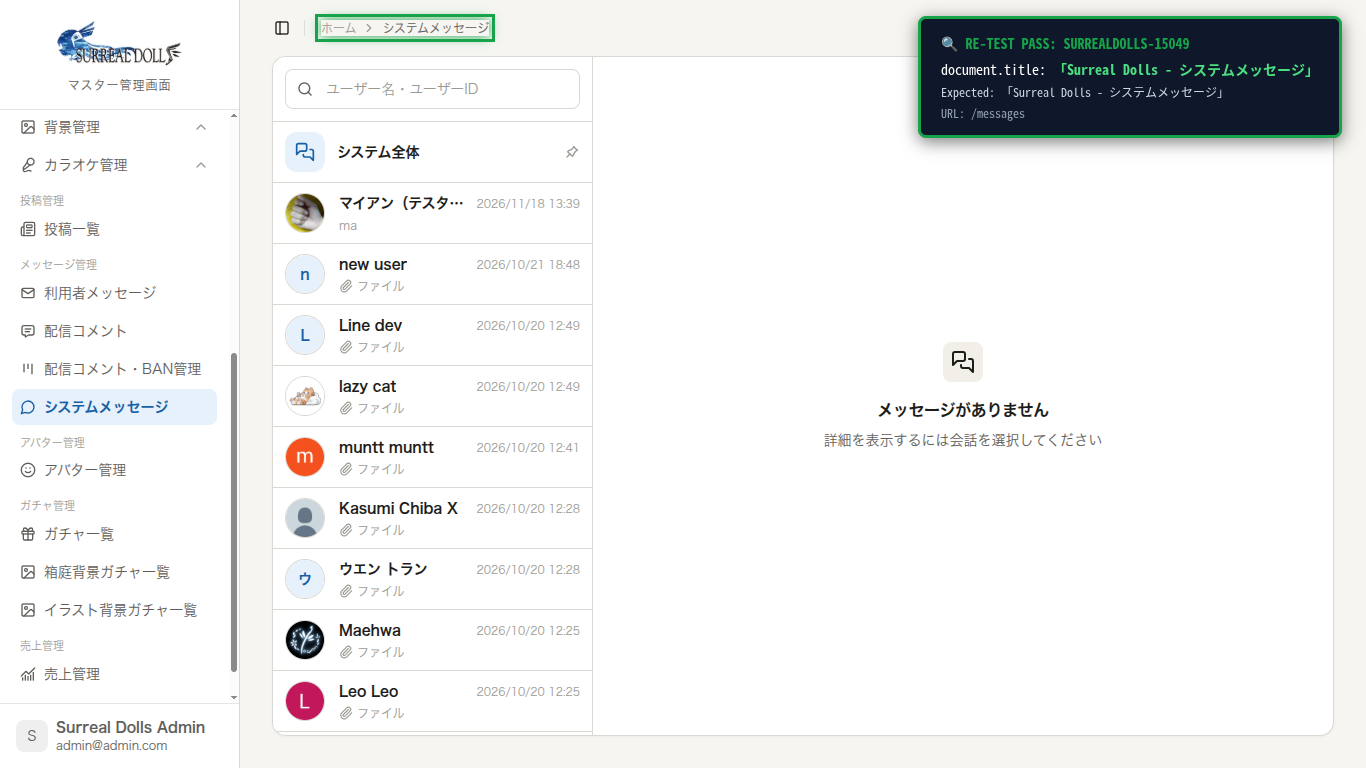 SURREAL DOLLS
マスター管理画面
背景管理
カラオケ管理
投稿管理
投稿一覧
メッセージ管理
利用者メッセージ
配信コメント
配信コメント・BAN管理
システムメッセージ
アバター管理
アバター管理
ガチャ管理
ガチャ一覧
箱庭背景ガチャ一覧
イラスト背景ガチャ一覧
売上管理
売上管理
S
Surreal Dolls Admin
admin@admin.com
ホーム > システムメッセージ
ユーザー名・ユーザーID
システム全体
マイアン（テスタ… 2026/11/18 13:39
ma
n
new user 2026/10/21 18:48
ファイル
L
Line dev 2026/10/20 12:49
ファイル
lazy cat 2026/10/20 12:49
ファイル
m
muntt muntt 2026/10/20 12:41
ファイル
Kasumi Chiba X 2026/10/20 12:28
ファイル
ウ
ウエン トラン 2026/10/20 12:28
ファイル
Maehwa 2026/10/20 12:25
ファイル
L
Leo Leo 2026/10/20 12:25
ファイル
🔍 RE-TEST PASS: SURREALDOLLS-15049
document.title: 「Surreal Dolls - システムメッセージ」
Expected: 「Surreal Dolls - システムメッセージ」
URL: /messages
メッセージがありません
詳細を表示するには会話を選択してください